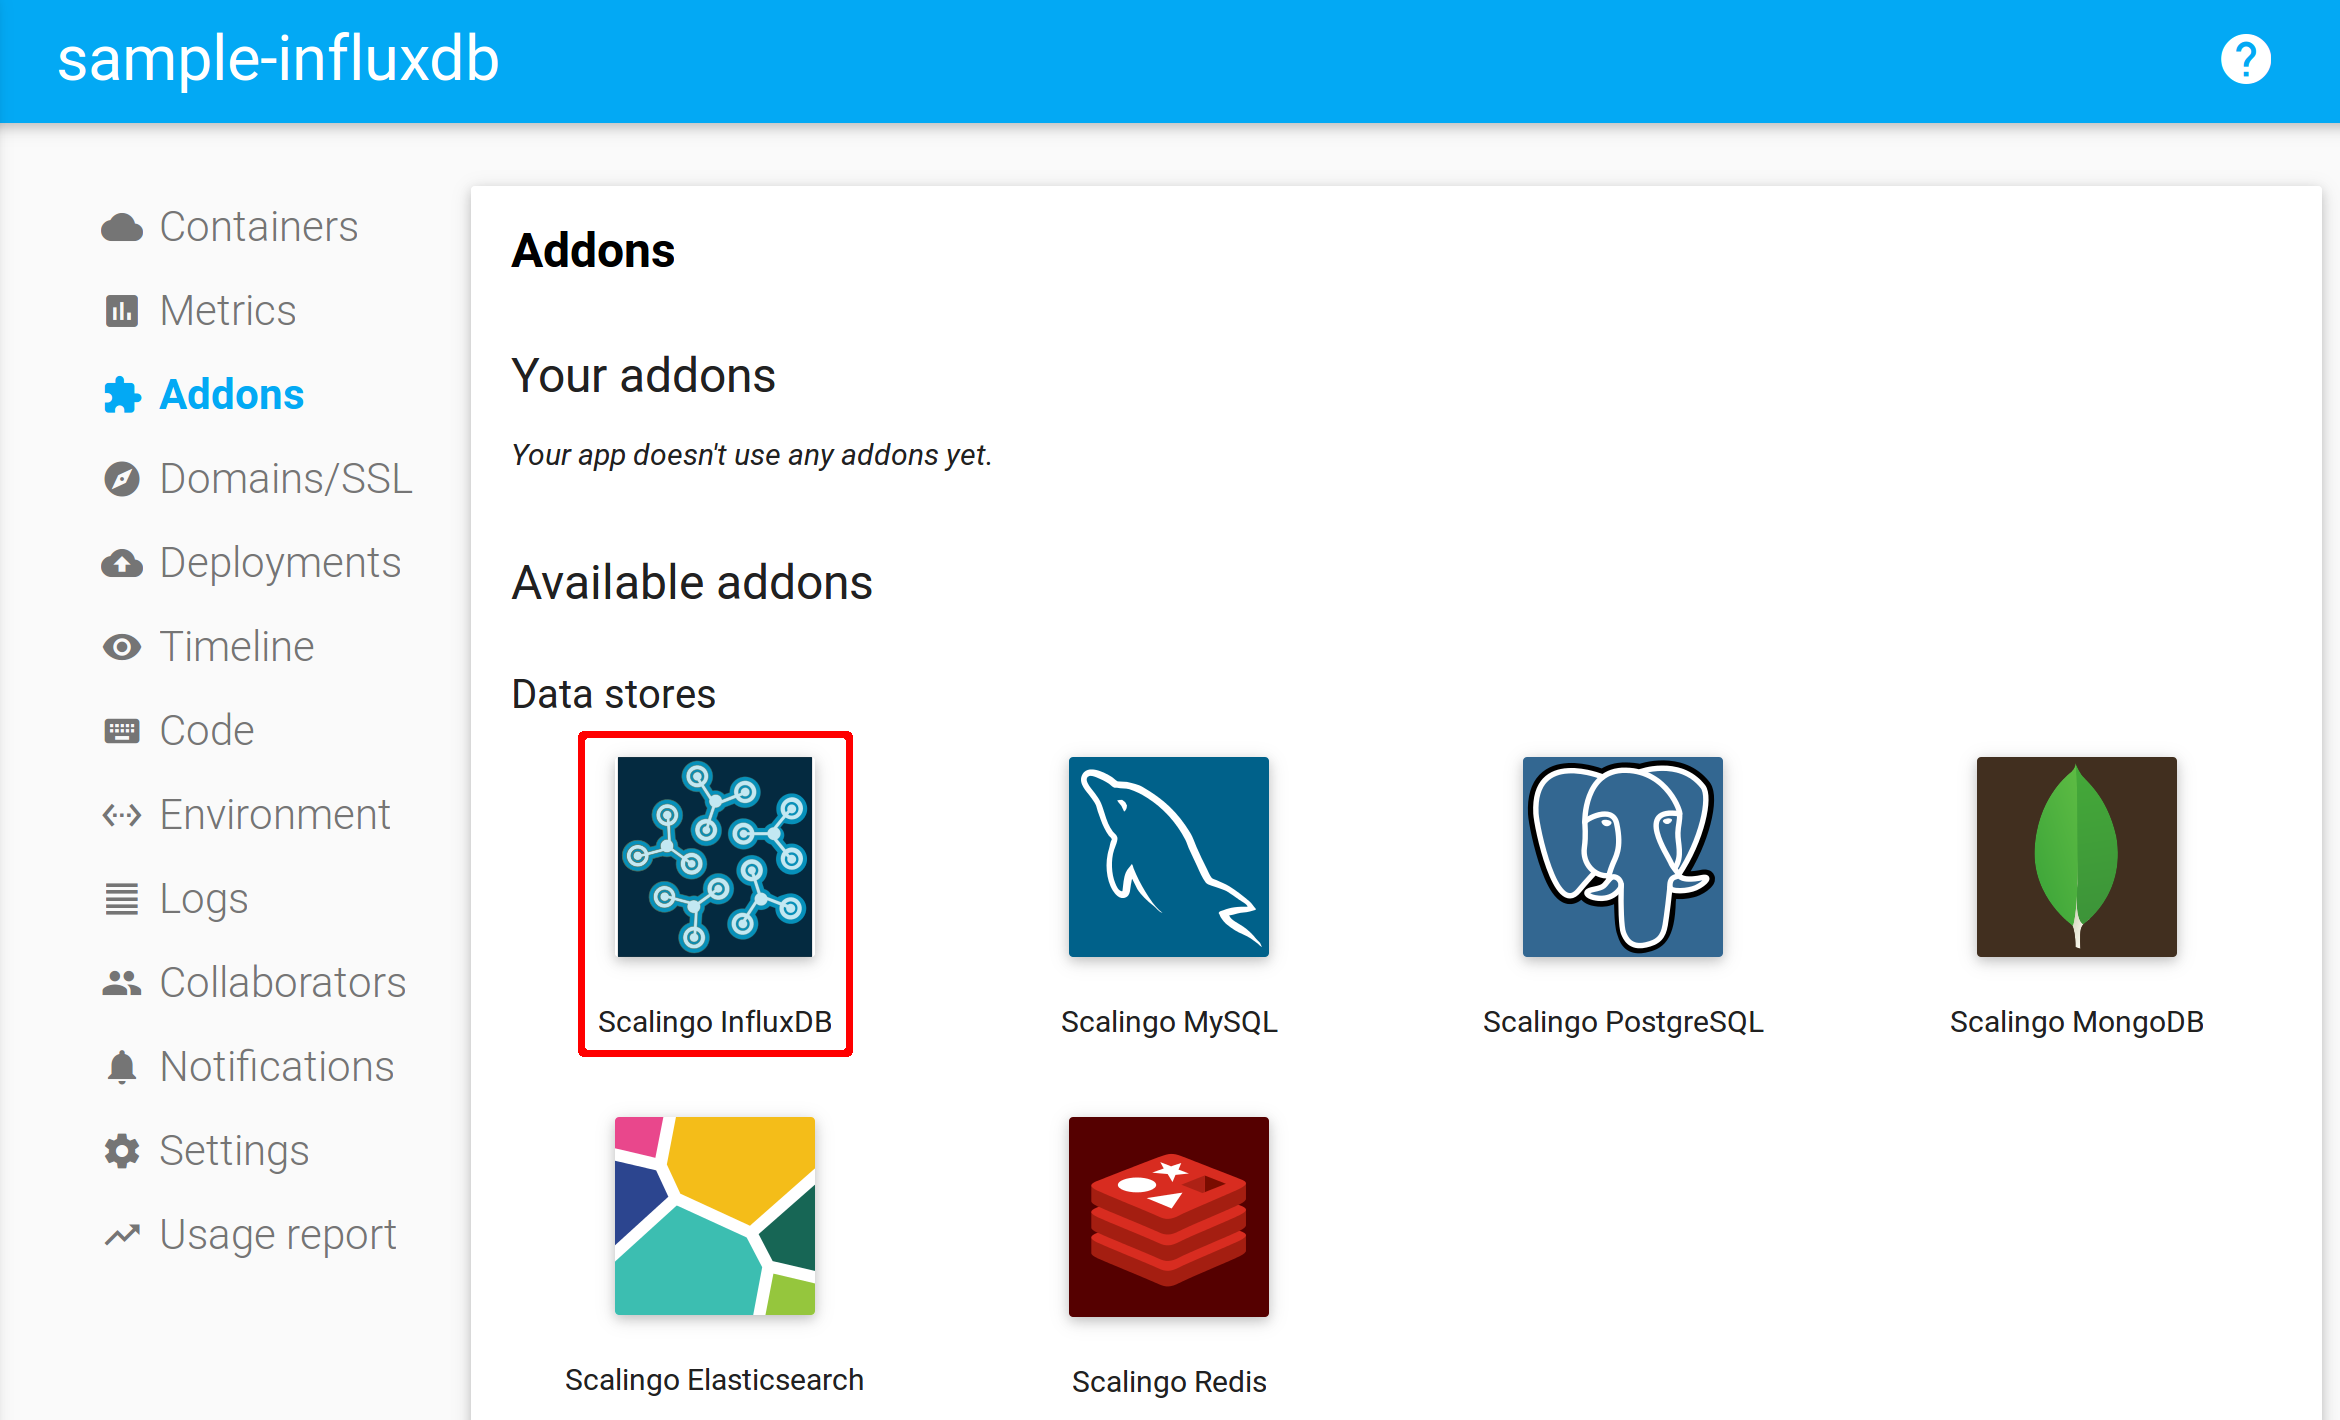 sample-influxdb
?
Containers
Metrics
Addons
Domains/SSL
Deployments
Timeline
Code
Environment
Logs
Collaborators
Notifications
Settings
Usage report
Addons
Your addons
Your app doesn't use any addons yet.
Available addons
Data stores
Scalingo InfluxDB
Scalingo MySQL
Scalingo PostgreSQL
Scalingo MongoDB
Scalingo Elasticsearch
Scalingo Redis